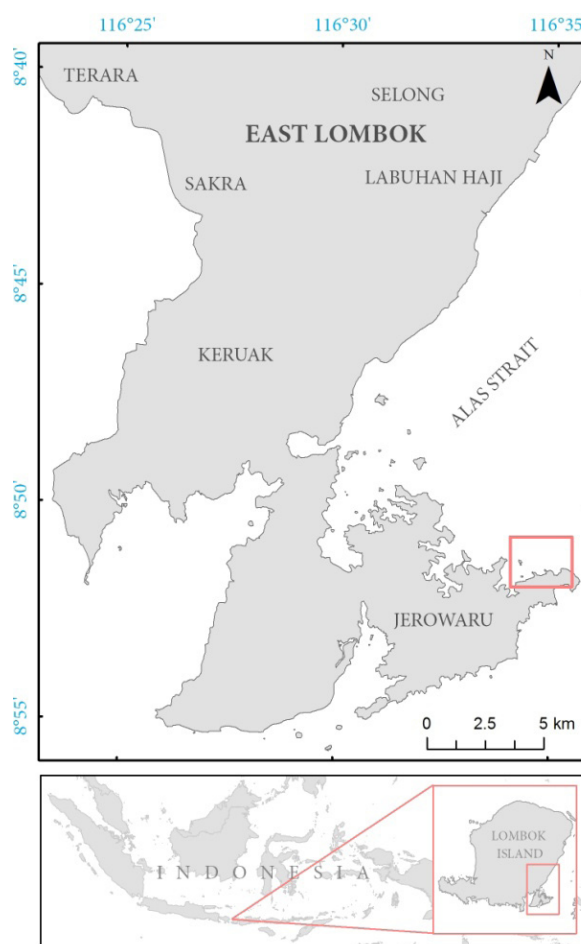 116°25' 116°30' 116°35'
8°40'
N
TERARA
SELONG
EAST LOMBOK
SAKRA
LABUHAN HAJI
8°45'
KERUAK
ALAS STRAIT
8°50'
JEROWARU
8°55'
0 2.5 5 km
LOMBOK
ISLAND
INDONESIA